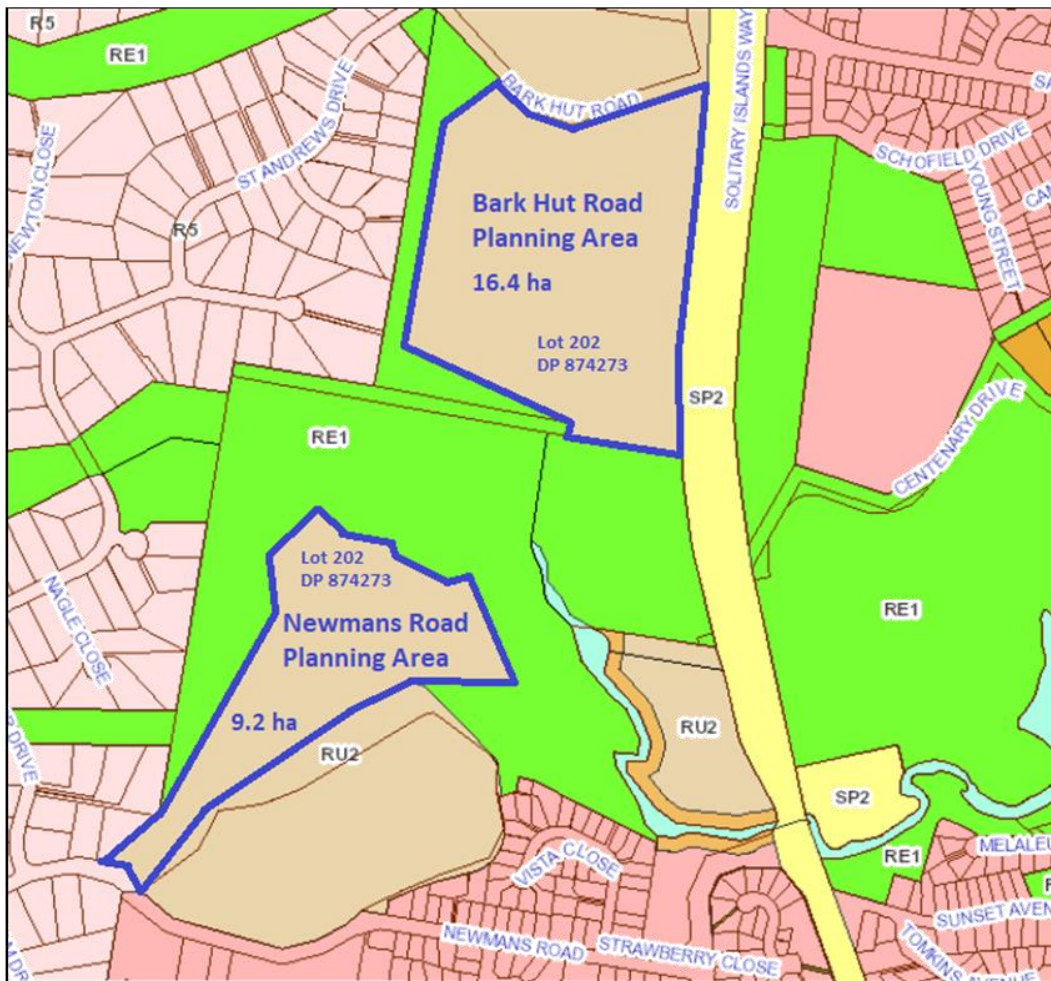 R5
RE1
ST ANDREWS DRIVE
NEWTON CLOSE
R5
BARK HUT ROAD
SOLITARY ISLANDS WAY
SCHOFIELD DRIVE
YOUNG STREET
Bark Hut Road
Planning Area
16.4 ha
Lot 202
DP 874273
SP2
CENTENARY DRIVE
RE1
Lot 202
DP 874273
NAGLE CLOSE
Newmans Road
Planning Area
9.2 ha
RE1
RU2
RU2
SP2
DRIVE
RE1
VISTA CLOSE
NEWMANS ROAD
STRAWBERRY CLOSE
SUNSET AVEN
TOMKINS AVENUE